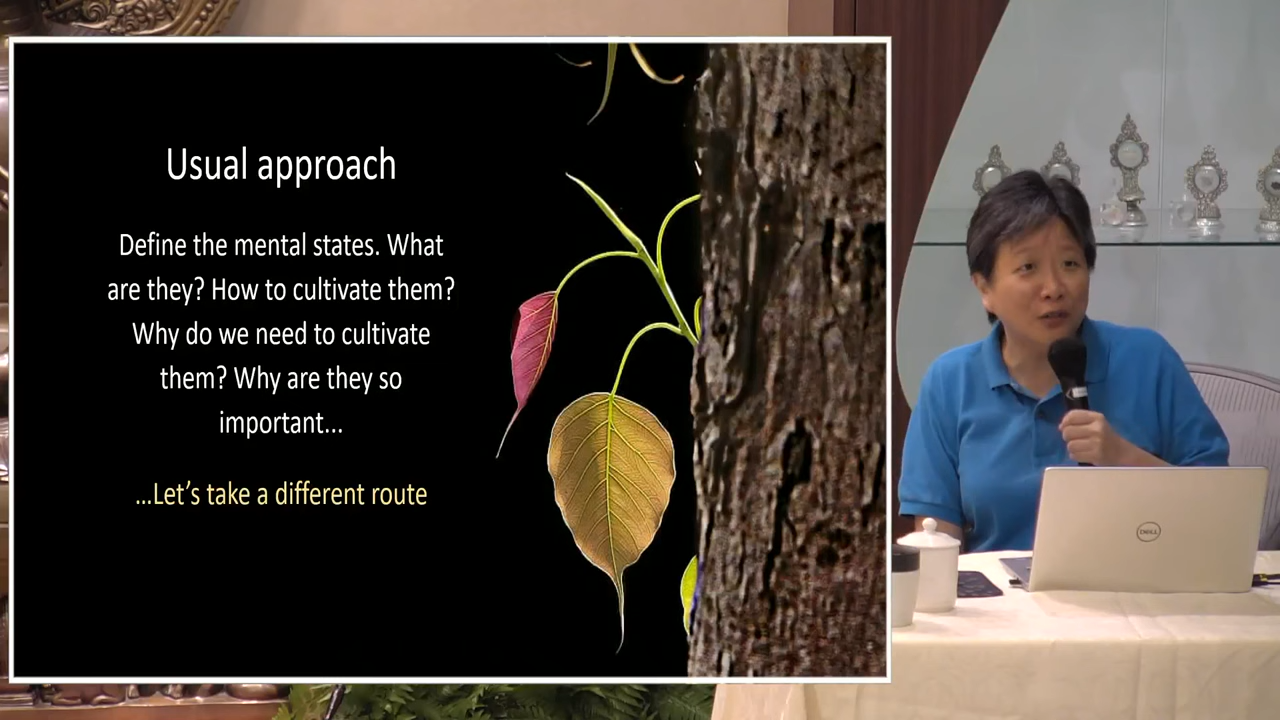 Usual approach
Define the mental states. What
are they? How to cultivate them?
Why do we need to cultivate
them? Why are they so
important...
...Let's take a different route
DELL